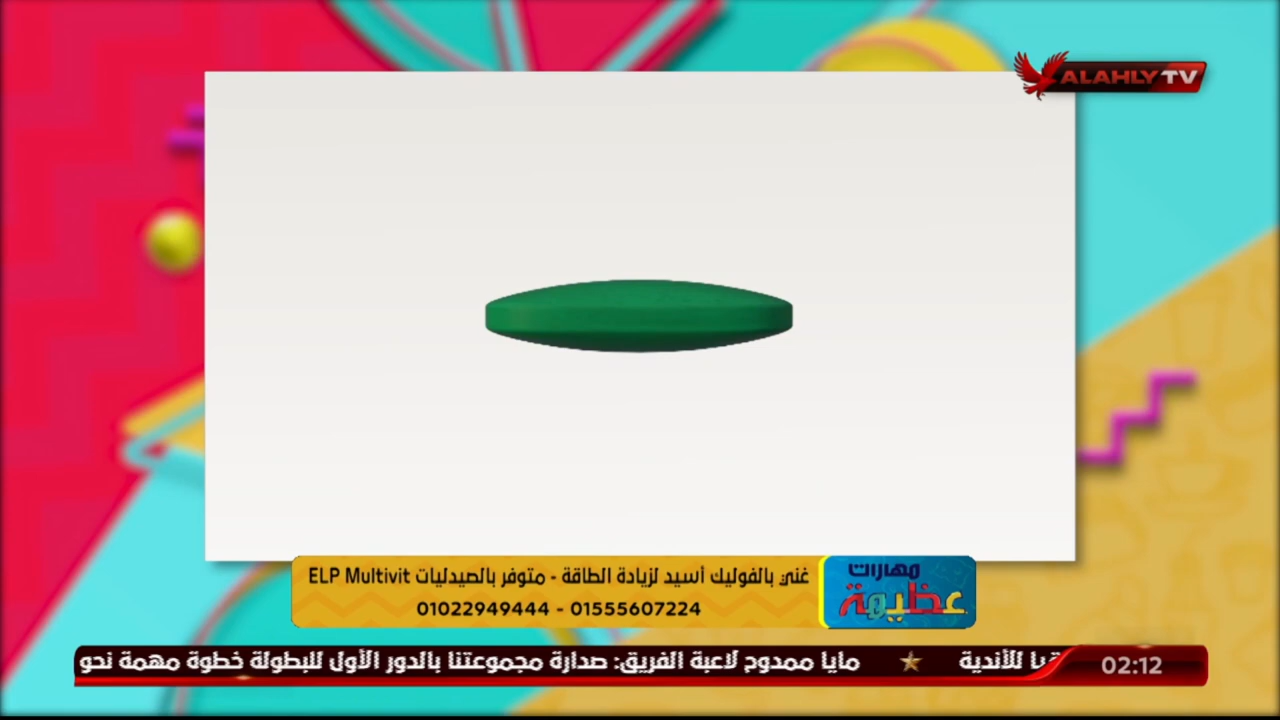 ALAHLY TV
غني بالفوليك أسيد لزيادة الطاقة - متوفر بالصيدليات ELP Multivit
01022949444 - 01555607224
مهارات
عظيمة
للأندية ★ مايا ممدوح لاعبة الفريق: صدارة مجموعتنا بالدور الأول للبطولة خطوة مهمة نحو
02:12